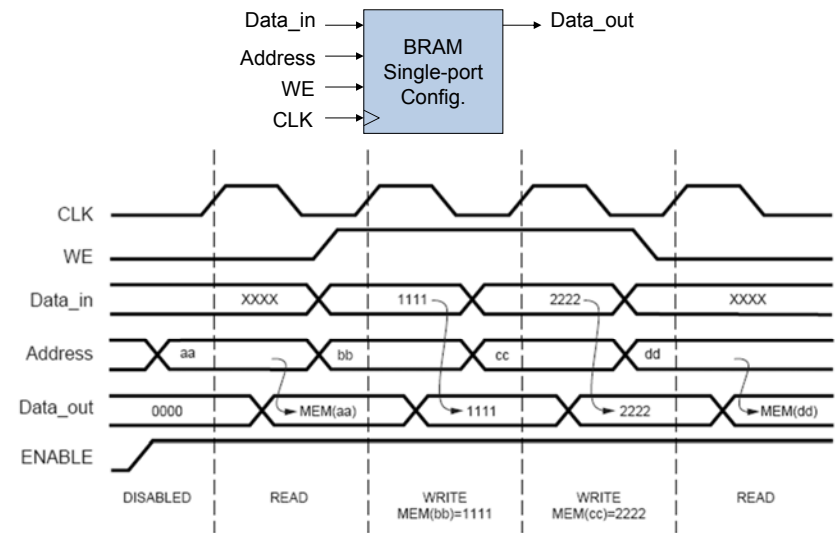 Data_in
Address
WE
CLK
BRAM
Single-port
Config.
Data_out
CLK
WE
Data_in XXXX 1111 2222 XXXX
Address aa bb cc dd
Data_out 0000 MEM(aa) 1111 2222 MEM(dd)
ENABLE
DISABLED READ WRITE WRITE READ
MEM(bb)=1111 MEM(cc)=2222